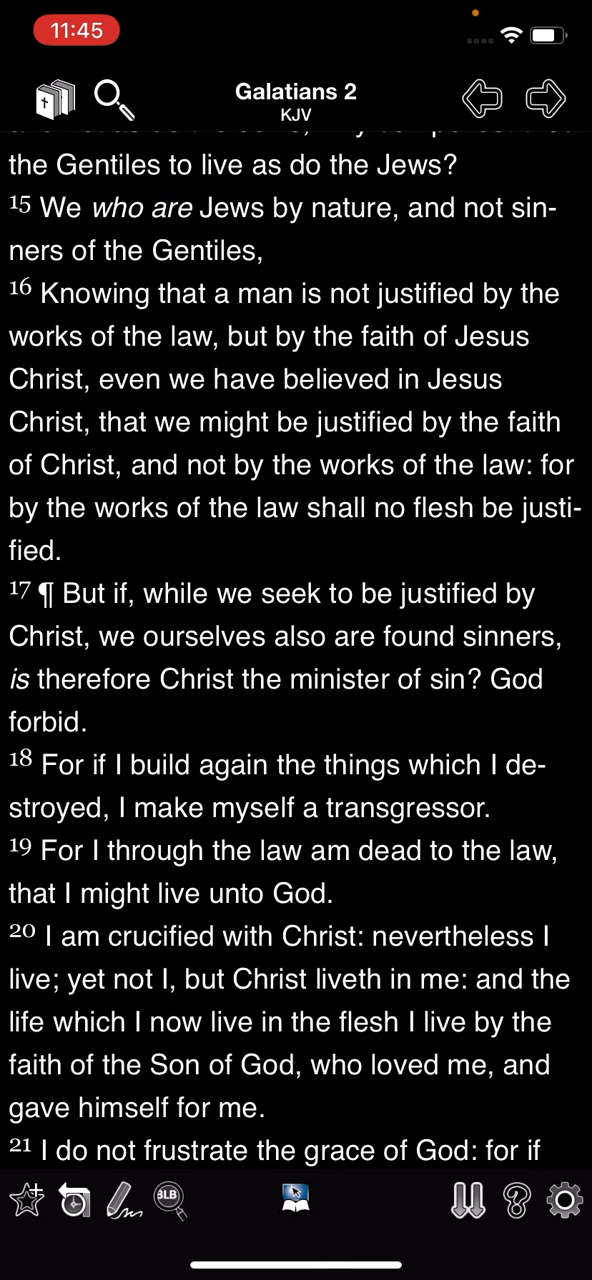 11:45
Galatians 2
KJV
the Gentiles to live as do the Jews?
15 We who are Jews by nature, and not sin-
ners of the Gentiles,
16 Knowing that a man is not justified by the
works of the law, but by the faith of Jesus
Christ, even we have believed in Jesus
Christ, that we might be justified by the faith
of Christ, and not by the works of the law: for
by the works of the law shall no flesh be justi-
fied.
17 ¶ But if, while we seek to be justified by
Christ, we ourselves also are found sinners,
is therefore Christ the minister of sin? God
forbid.
18 For if I build again the things which I de-
stroyed, I make myself a transgressor.
19 For I through the law am dead to the law,
that I might live unto God.
20 I am crucified with Christ: nevertheless I
live; yet not I, but Christ liveth in me: and the
life which I now live in the flesh I live by the
faith of the Son of God, who loved me, and
gave himself for me.
21 I do not frustrate the grace of God: for if
BLB